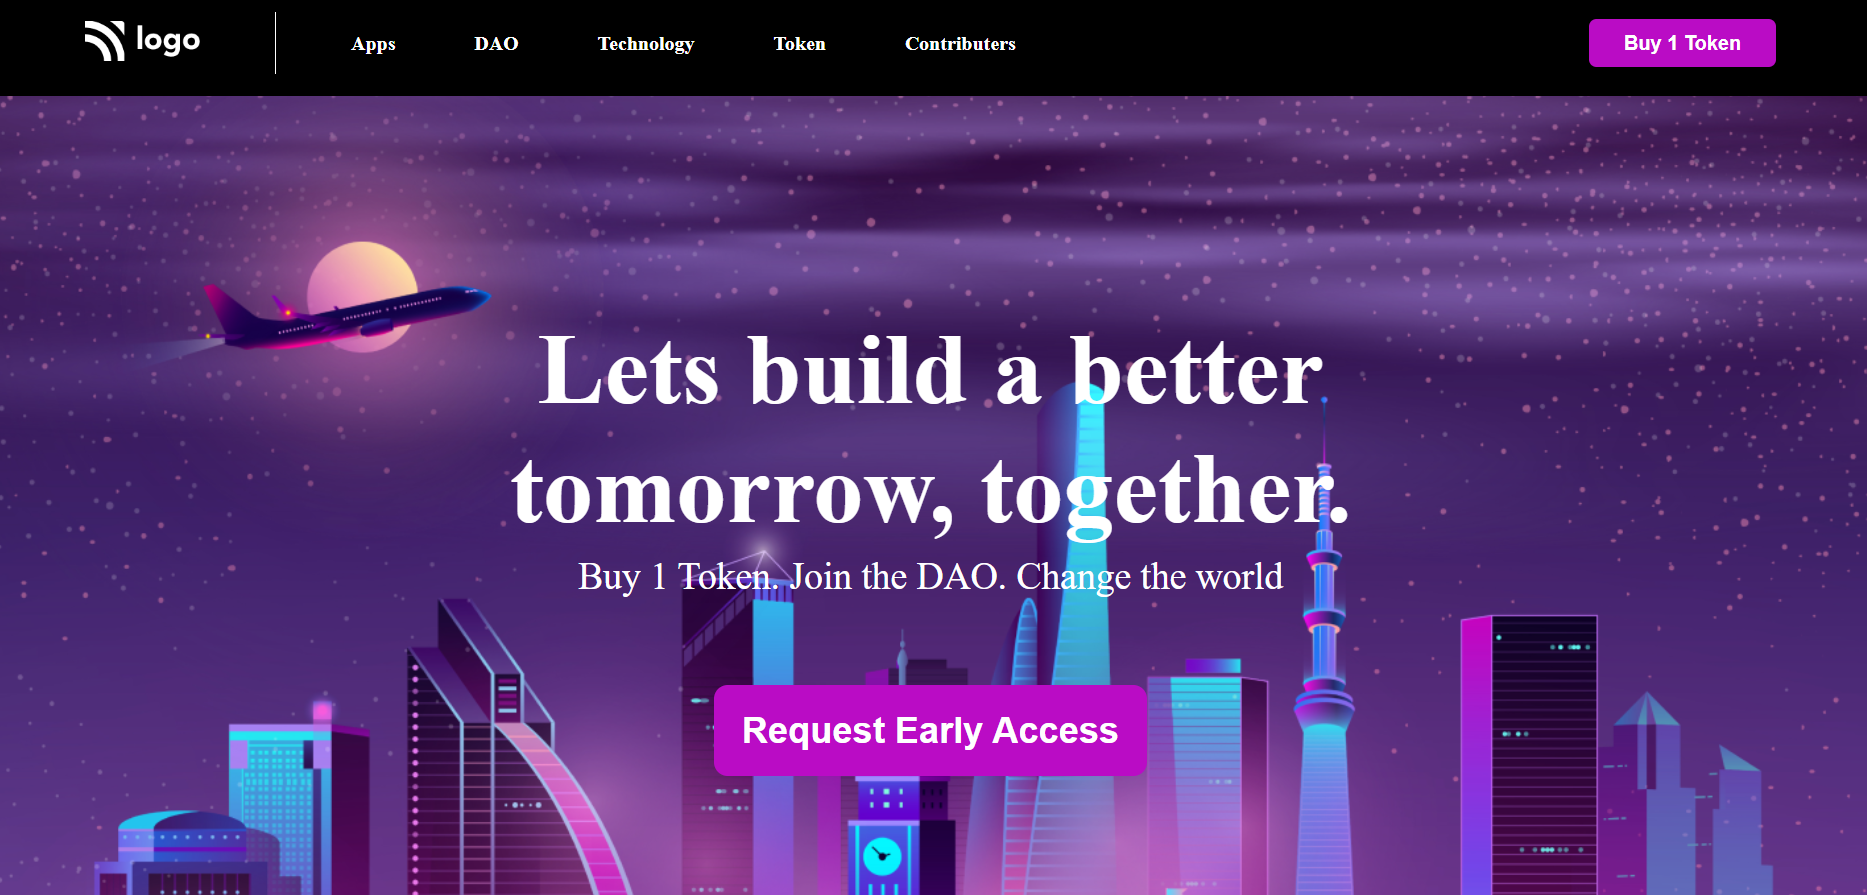 logo
Apps
DAO
Technology
Token
Contributers
Buy 1 Token
Lets build a better
tomorrow, together.
Buy 1 Token. Join the DAO. Change the world
Request Early Access